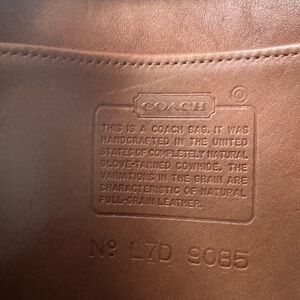 COACH
®
THIS IS A COACH BAG. IT WAS
HANDCRAFTED IN THE UNITED
STATES OF COMPLETELY NATURAL
GLOVE-TANNED COWHIDE. THE
VARIATIONS IN THE GRAIN ARE
CHARACTERISTIC OF NATURAL
FULL-GRAIN LEATHER.
Nº L7D 9085